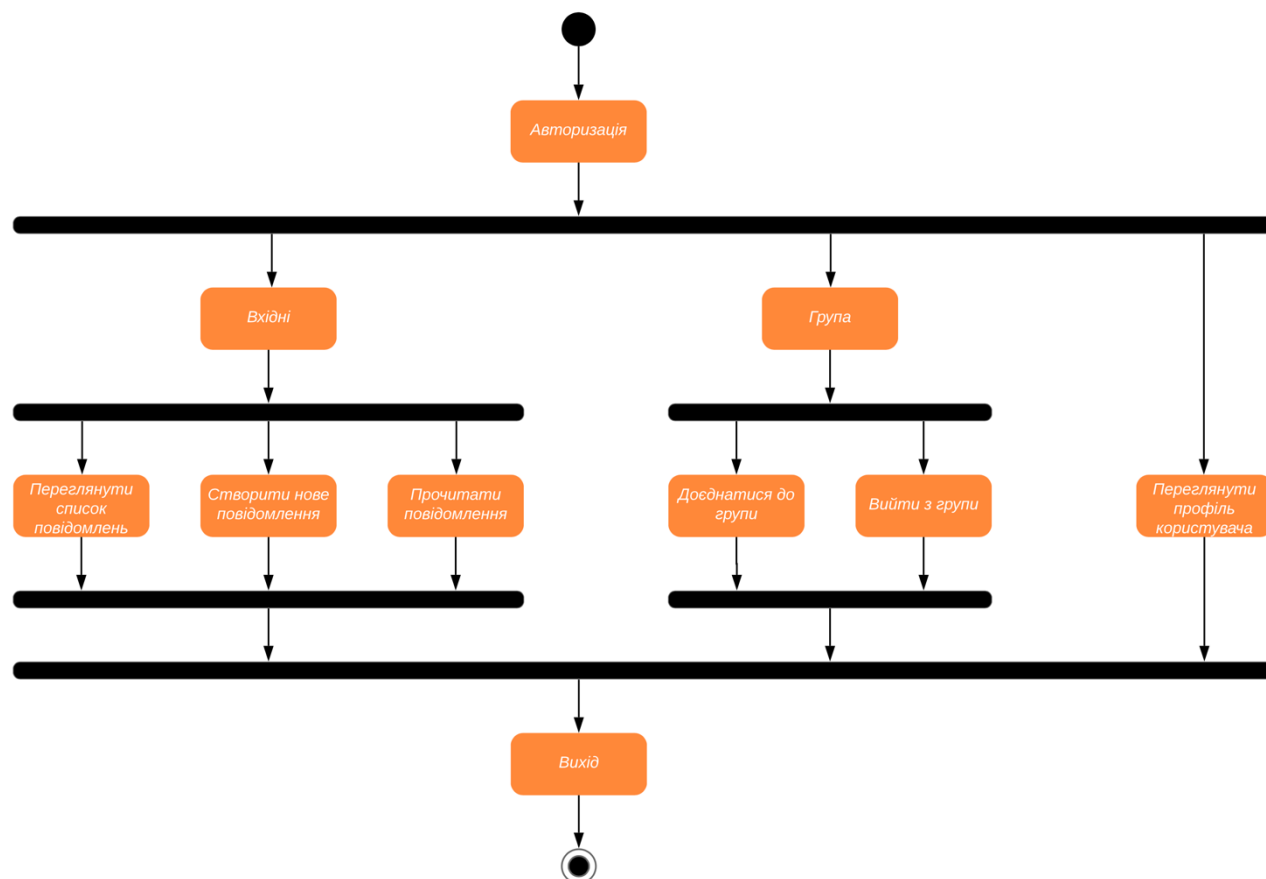 Авторизація
Вхідні
Група
Переглянути
список
повідомлень
Створити нове
повідомлення
Прочитати
повідомлення
Доєднатися до
групи
Вийти з групи
Переглянути
профіль
користувача
Вихід